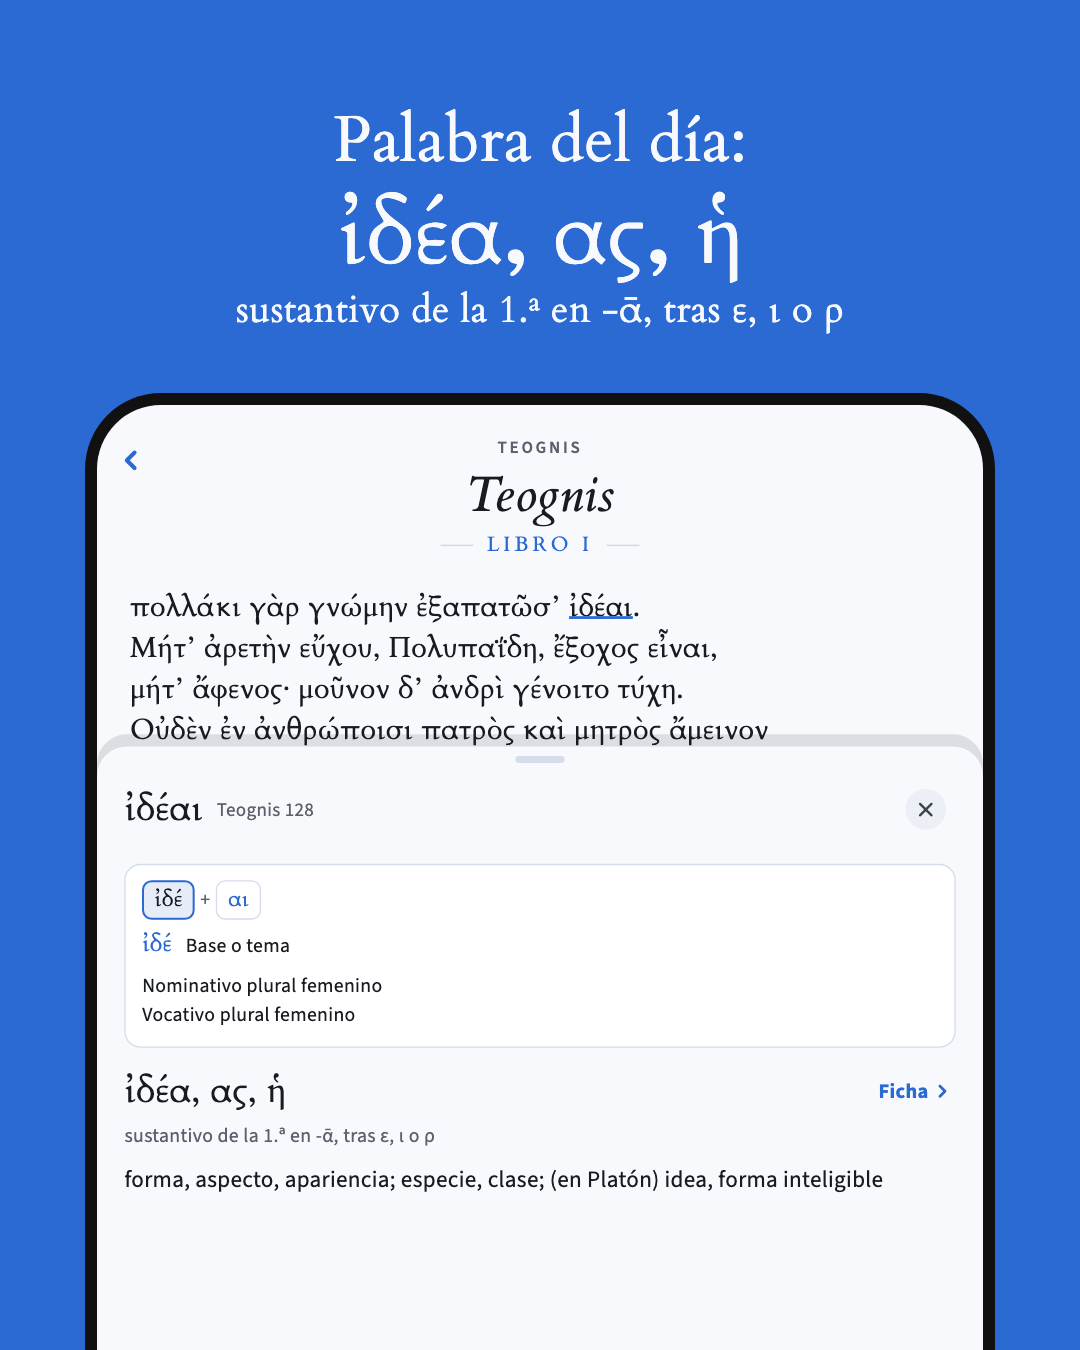 Palabra del día:
ἰδέα, ας, ἡ
sustantivo de la 1.ª en -ᾱ, tras ε, ι ο ρ
TEOGNIS
Teognis
LIBRO I
πολλάκι γὰρ γνώμην ἐξαπατῶσ’ ἰδέαι.
Μήτ’ ἀρετὴν εὔχου, Πολυπαΐδη, ἔξοχος εἶναι,
μήτ’ ἄφενος· μοῦνον δ’ ἀνδρὶ γένοιτο τύχη.
Οὐδὲν ἐν ἀνθρώποισι πατρὸς καὶ μητρὸς ἄμεινον
ἰδέαι Teognis 128
ἰδέ + αι
ἰδέ Base o tema
Nominativo plural femenino
Vocativo plural femenino
ἰδέα, ας, ἡ Ficha
sustantivo de la 1.ª en -ᾱ, tras ε, ι o ρ
forma, aspecto, apariencia; especie, clase; (en Platón) idea, forma inteligible